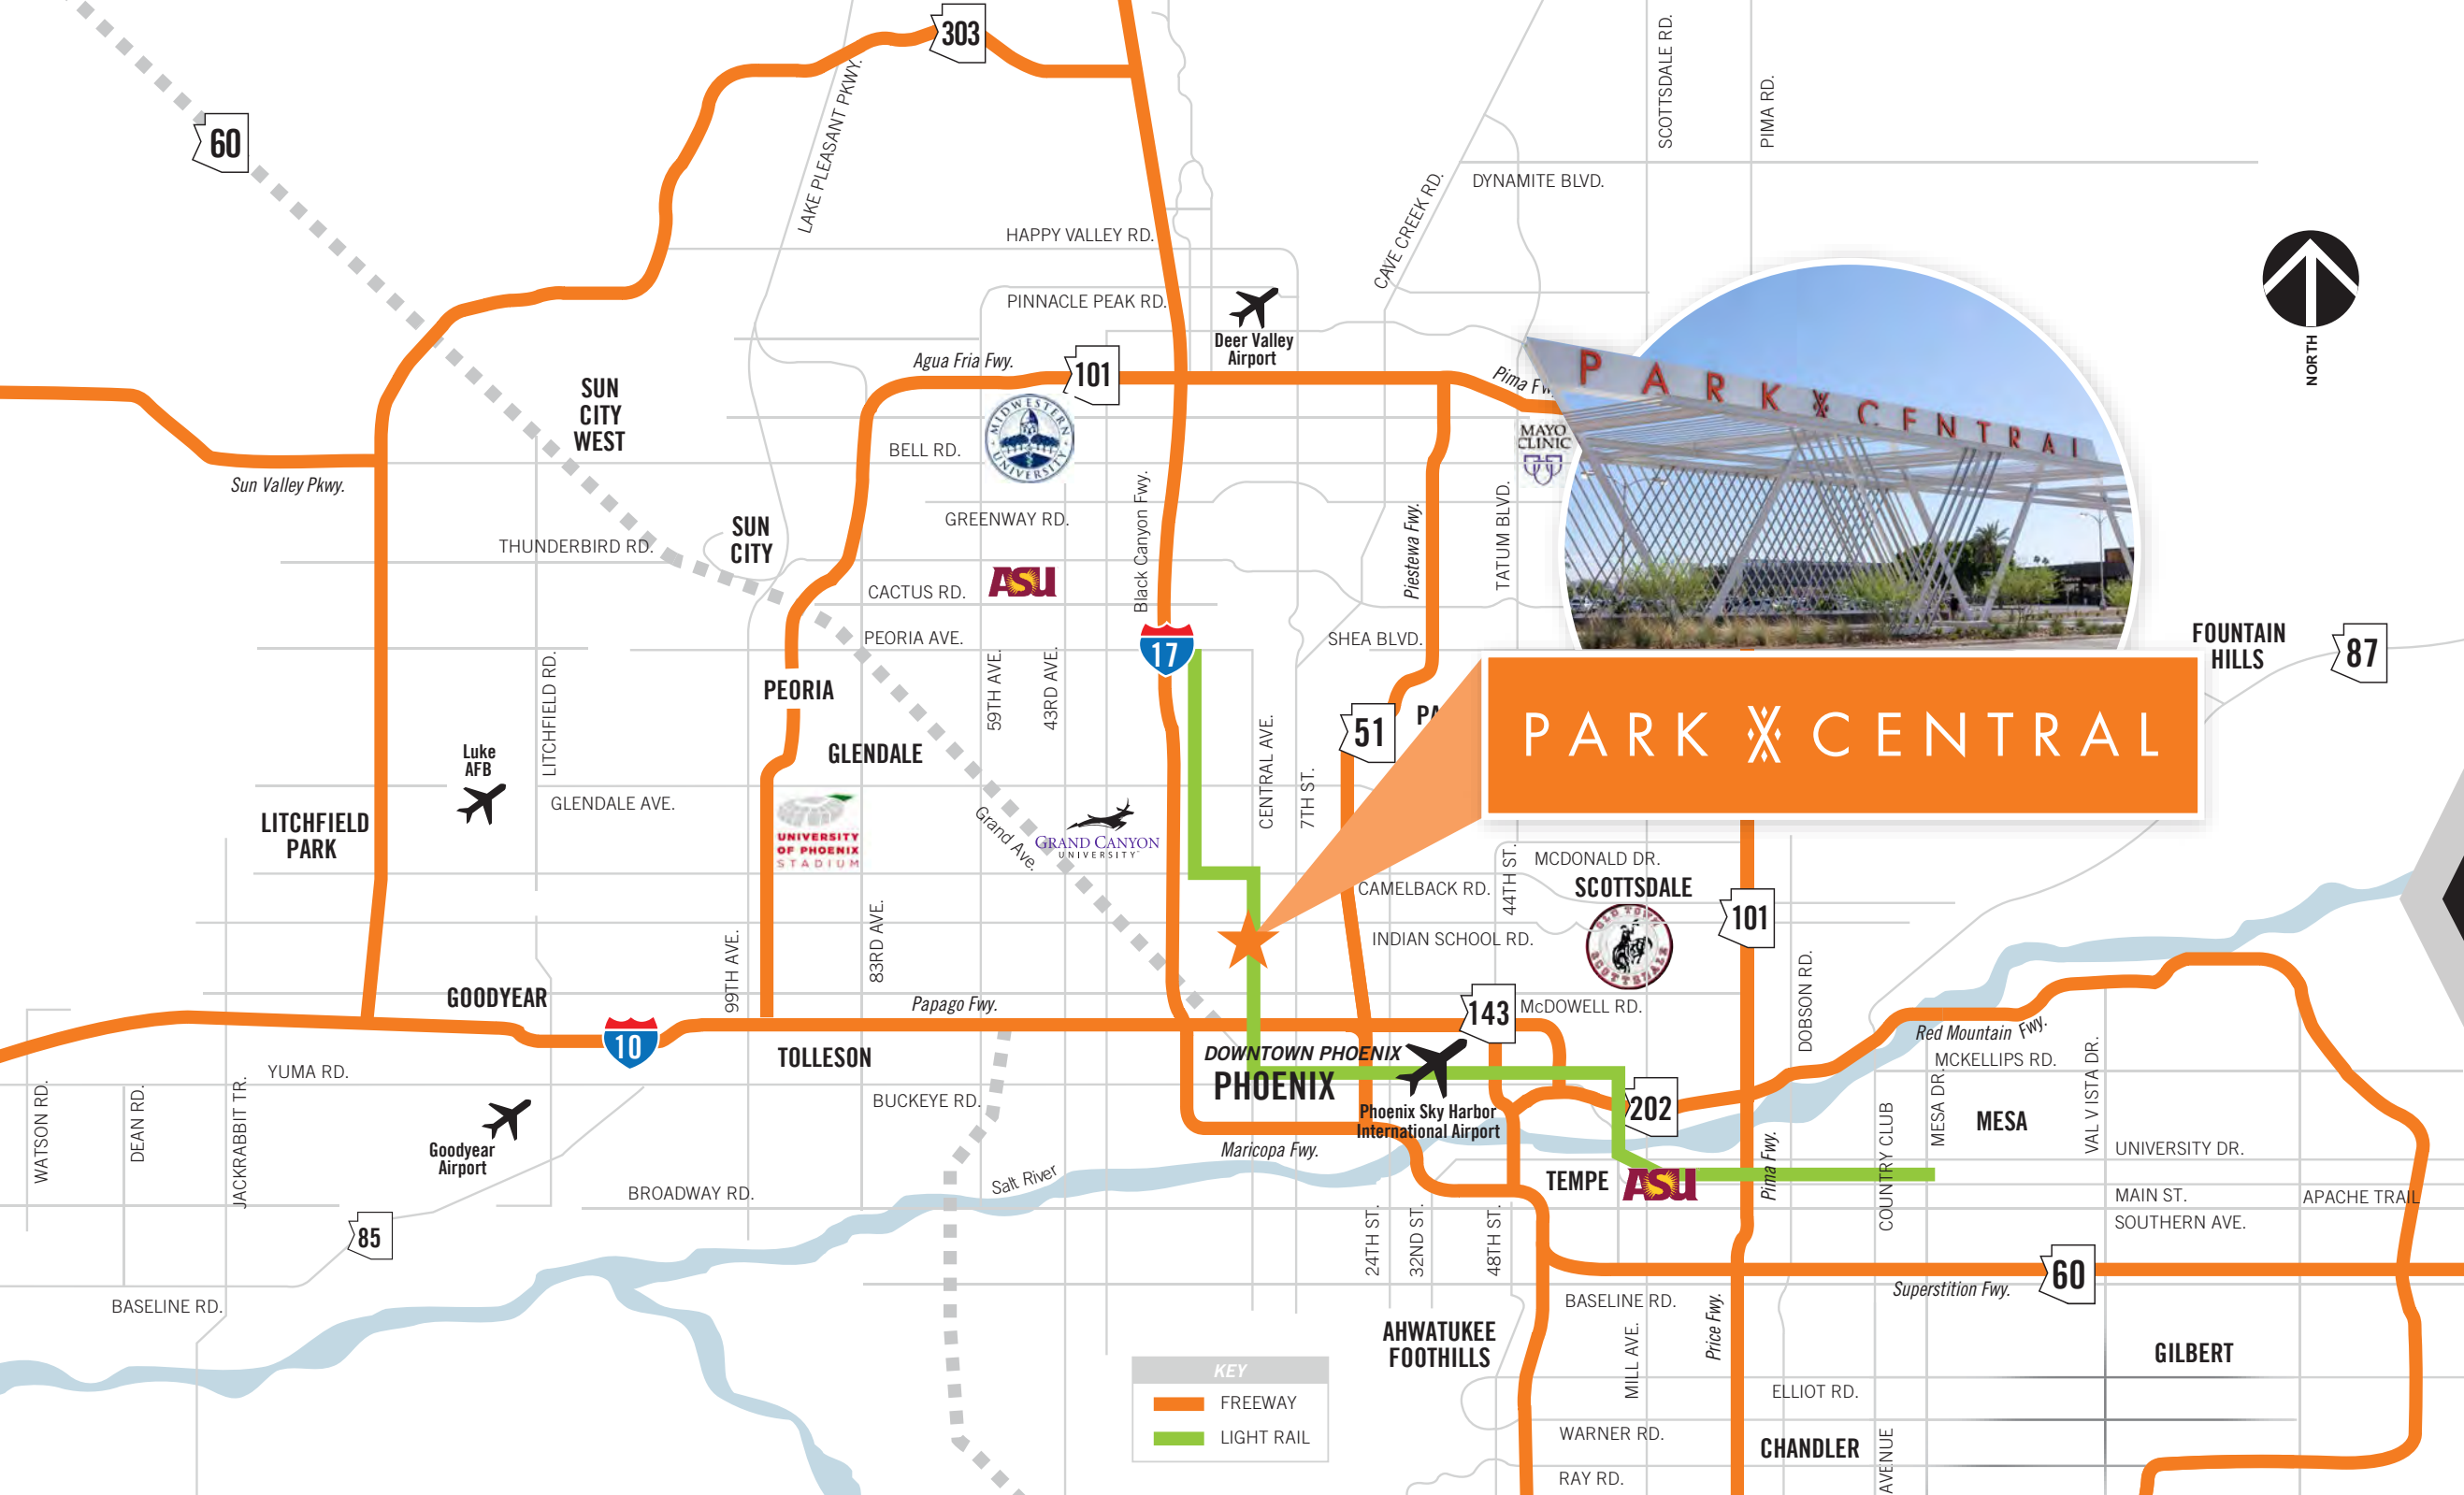 303
SCOTTSDALE RD.
PIMA RD.
60
LAKE PLEASANT PKWY.
DYNAMITE BLVD.
CAVE CREEK RD.
HAPPY VALLEY RD.
PINNACLE PEAK RD.
NORTH
Deer Valley
Airport
Agua Fria Fwy.
101
Pima Fw
PARK CENTRAL
SUN
CITY
WEST
MIDWESTERN
UNIVERSITY
MAYO
CLINIC
BELL RD.
Sun Valley Pkwy.
Black Canyon Fwy.
TATUM BLVD.
Piestewa Fwy.
GREENWAY RD.
SUN
CITY
THUNDERBIRD RD.
CACTUS RD.
ASU
PEORIA AVE.
SHEA BLVD.
17
FOUNTAIN
HILLS
87
LITCHFIELD RD.
59TH AVE.
43RD AVE.
PEORIA
51
PA
PARK CENTRAL
CENTRAL AVE.
7TH ST.
GLENDALE
Luke
AFB
GLENDALE AVE.
LITCHFIELD
PARK
UNIVERSITY
OF PHOENIX
STADIUM
Grand Ave.
GRAND CANYON
UNIVERSITY
44TH ST.
MCDONALD DR.
CAMELBACK RD.
SCOTTSDALE
OLD TOWN
SCOTTSDALE
101
INDIAN SCHOOL RD.
99TH AVE.
83RD AVE.
DOBSON RD.
GOODYEAR
Papago Fwy.
143
McDOWELL RD.
10
Red Mountain Fwy.
TOLLESON
DOWNTOWN PHOENIX
PHOENIX
MCKELLIPS RD.
YUMA RD.
WATSON RD.
DEAN RD.
JACKRABBIT TR.
BUCKEYE RD.
Phoenix Sky Harbor
International Airport
202
MESA DR.
MESA
VAL VISTA DR.
Goodyear
Airport
Maricopa Fwy.
UNIVERSITY DR.
Salt River
TEMPE
ASU
Pima Fwy.
COUNTRY CLUB
BROADWAY RD.
MAIN ST.
APACHE TRAIL
SOUTHERN AVE.
85
24TH ST.
32ND ST.
48TH ST.
60
Superstition Fwy.
BASELINE RD.
BASELINE RD.
AHWATUKEE
FOOTHILLS
MILL AVE.
Price Fwy.
GILBERT
KEY
FREEWAY
LIGHT RAIL
ELLIOT RD.
WARNER RD.
CHANDLER
AVENUE
RAY RD.